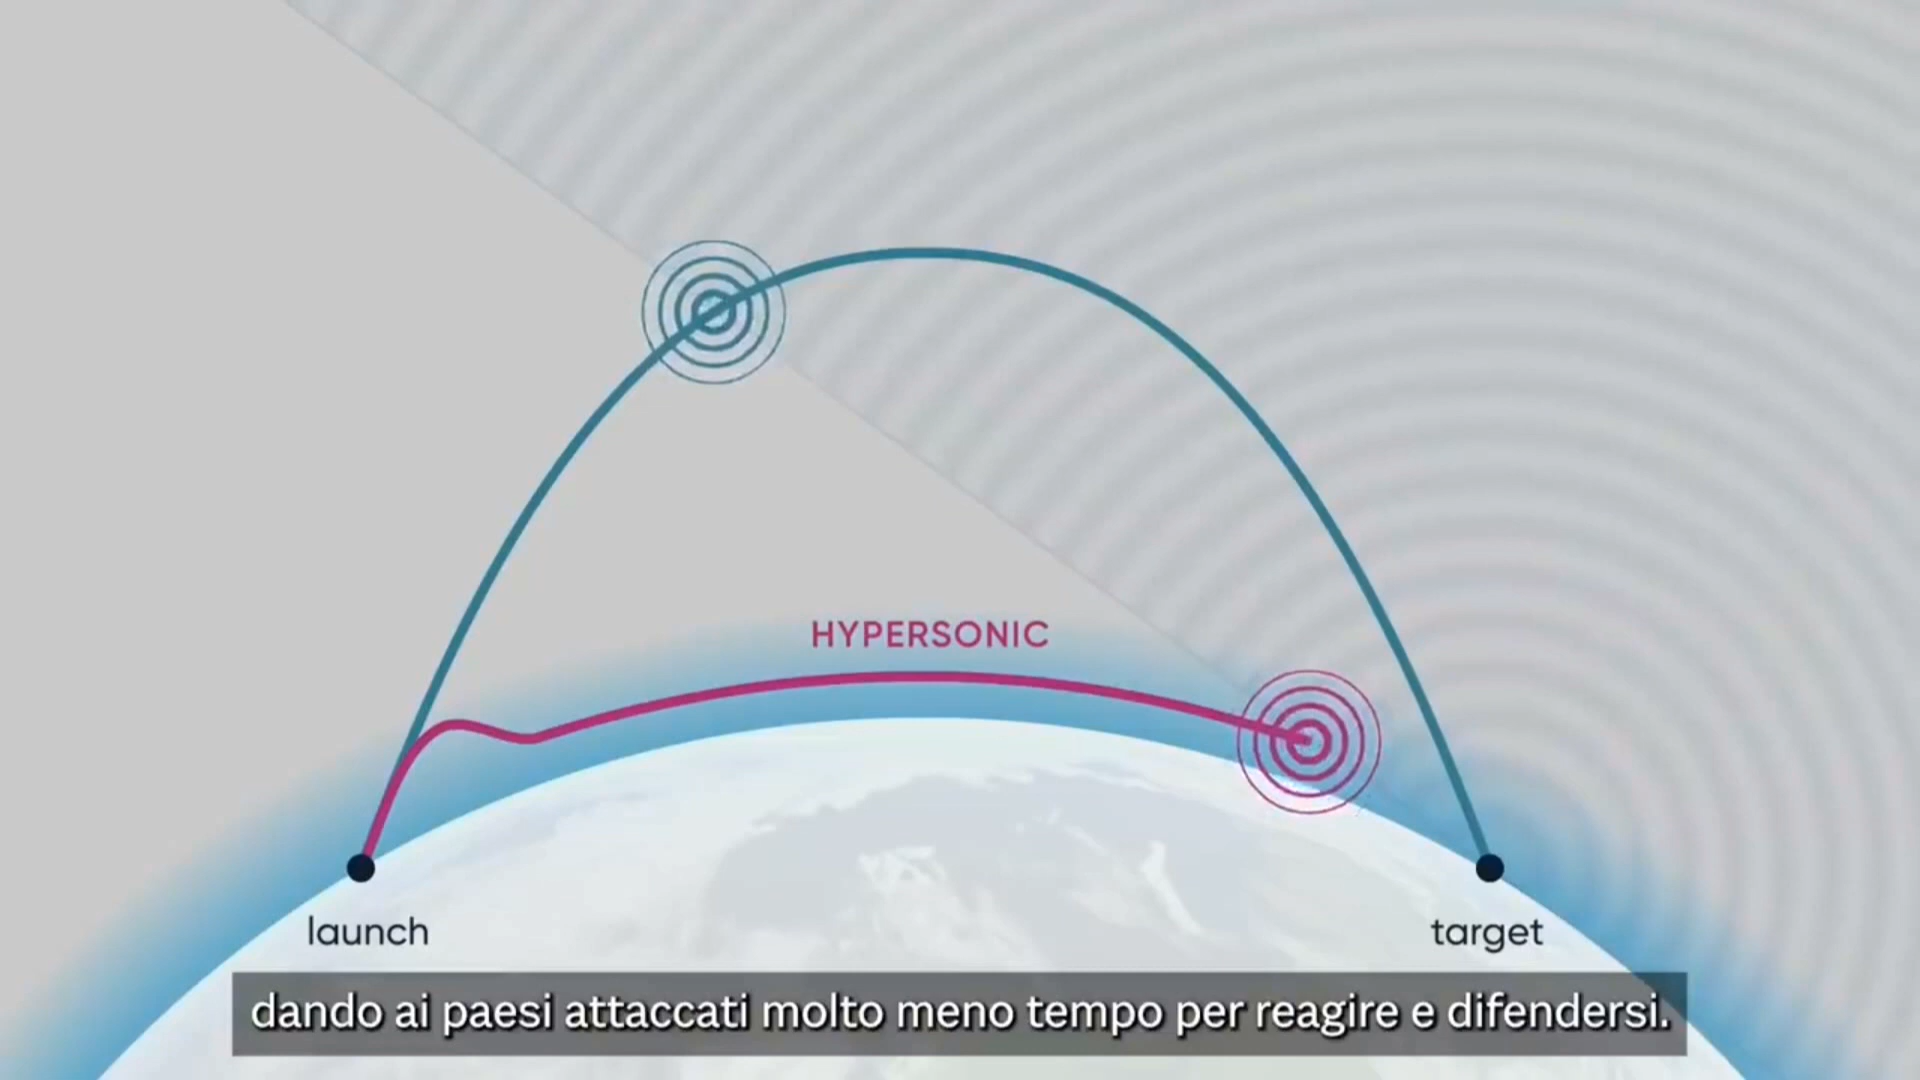 HYPERSONIC
launch
target
dando ai paesi attaccati molto meno tempo per reagire e difendersi.